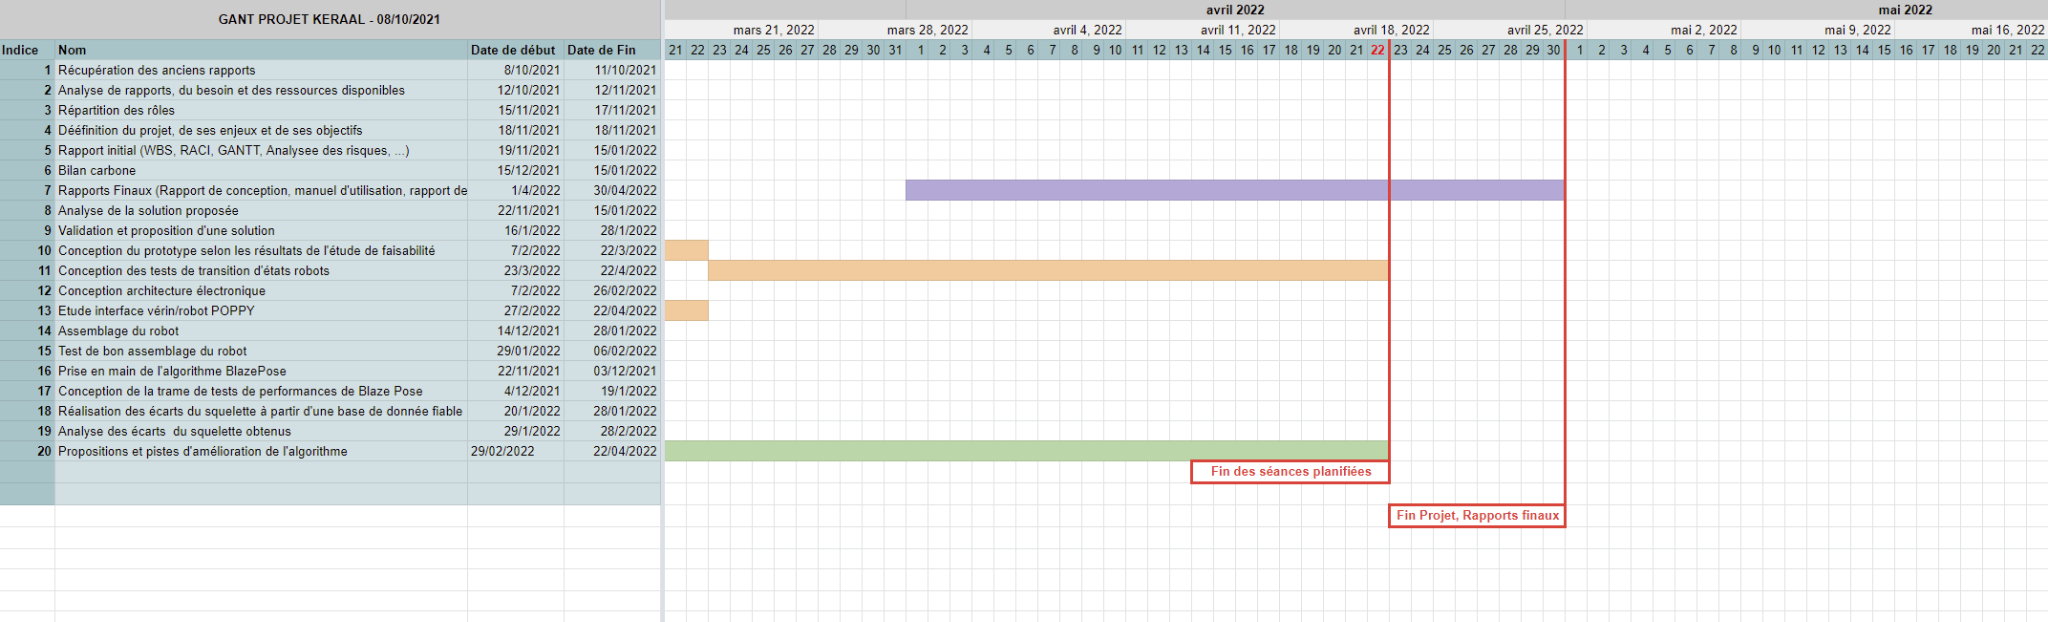 GANT PROJET KERAAL - 08/10/2021
avril 2022 mai 2022
mars 21, 2022 mars 28, 2022 avril 4, 2022 avril 11, 2022 avril 18, 2022 avril 25, 2022 mai 2, 2022 mai 9, 2022 mai 16, 2022
Indice Nom Date de début Date de Fin 21 22 23 24 25 26 27 28 29 30 31 1 2 3 4 5 6 7 8 9 10 11 12 13 14 15 16 17 18 19 20 21 22 23 24 25 26 27 28 29 30 1 2 3 4 5 6 7 8 9 10 11 12 13 14 15 16 17 18 19 20 21 22
1 Récupération des anciens rapports 8/10/2021 11/10/2021
2 Analyse de rapports, du besoin et des ressources disponibles 12/10/2021 12/11/2021
3 Répartition des rôles 15/11/2021 17/11/2021
4 Dééfinition du projet, de ses enjeux et de ses objectifs 18/11/2021 18/11/2021
5 Rapport initial (WBS, RACI, GANTT, Analysee des risques, ...) 19/11/2021 15/01/2022
6 Bilan carbone 15/12/2021 15/01/2022
7 Rapports Finaux (Rapport de conception, manuel d'utilisation, rapport de 1/4/2022 30/04/2022
8 Analyse de la solution proposée 22/11/2021 15/01/2022
9 Validation et proposition d'une solution 16/1/2022 28/1/2022
10 Conception du prototype selon les résultats de l'étude de faisabilité 7/2/2022 22/3/2022
11 Conception des tests de transition d'états robots 23/3/2022 22/4/2022
12 Conception architecture électronique 7/2/2022 26/02/2022
13 Etude interface vérin/robot POPPY 27/2/2022 22/04/2022
14 Assemblage du robot 14/12/2021 28/01/2022
15 Test de bon assemblage du robot 29/01/2022 06/02/2022
16 Prise en main de l'algorithme BlazePose 22/11/2021 03/12/2021
17 Conception de la trame de tests de performances de Blaze Pose 4/12/2021 19/1/2022
18 Réalisation des écarts du squelette à partir d'une base de donnée fiable 20/1/2022 28/01/2022
19 Analyse des écarts  du squelette obtenus 29/1/2022 28/2/2022
20 Propositions et pistes d'amélioration de l'algorithme 29/02/2022 22/04/2022
Fin des séances planifiées
Fin Projet, Rapports finaux